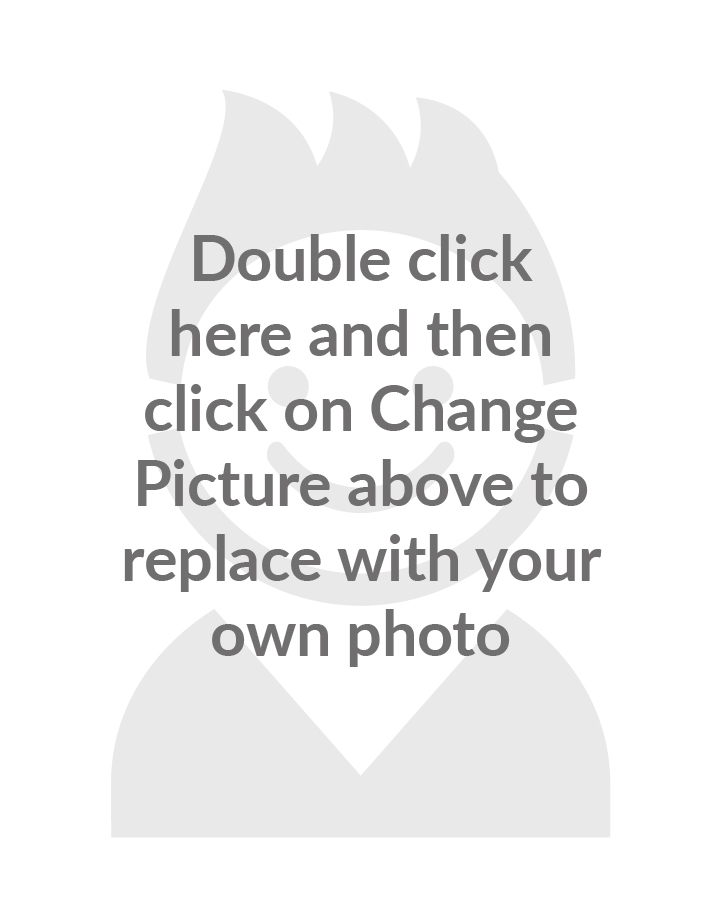 Double click
here and then
click on Change
Picture above to
replace with your
own photo